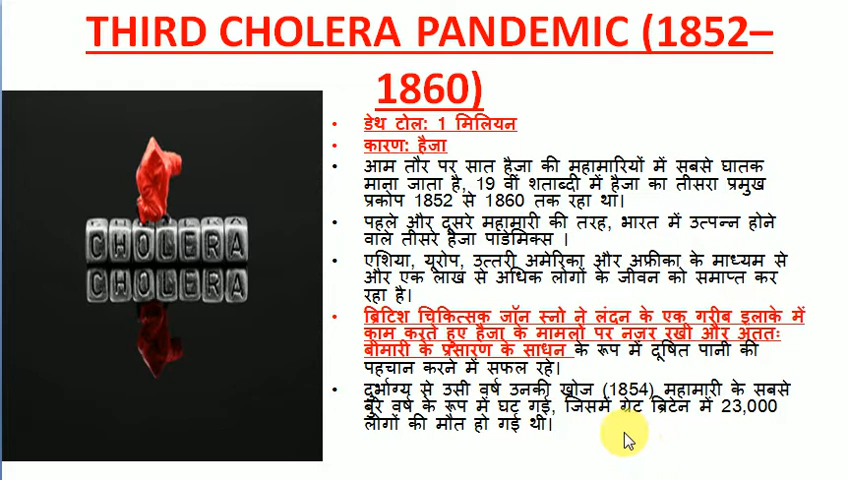 THIRD CHOLERA PANDEMIC (1852–
1860)
• डेथ टोल: 1 मिलियन
• कारण: हैजा
• आम तौर पर सात हैजा की महामारियों में सबसे घातक
माना जाता है, 19 वीं शताब्दी में हैजा का तीसरा प्रमुख
प्रकोप 1852 से 1860 तक रहा था।
• पहले और दूसरे महामारी की तरह, भारत में उत्पन्न होने
वाले तीसरे हैजा पांडेमिक्स ।
• एशिया, यूरोप, उत्तरी अमेरिका और अफ्रीका के माध्यम से
और एक लाख से अधिक लोगों के जीवन को समाप्त कर
रहा है।
• ब्रिटिश चिकित्सक जॉन स्नो ने लंदन के एक गरीब इलाके में
काम करते हुए हैजा के मामलों पर नज़र रखी और अंततः
बीमारी के प्रसारण के साधन के रूप में दूषित पानी की
पहचान करने में सफल रहे।
• दुर्भाग्य से उसी वर्ष उनकी खोज (1854) महामारी के सबसे
बुरे वर्ष के रूप में घट गई, जिसमें ग्रेट ब्रिटेन में 23,000
लोगों की मौत हो गई थी।
CHOLERA
CHOLERA